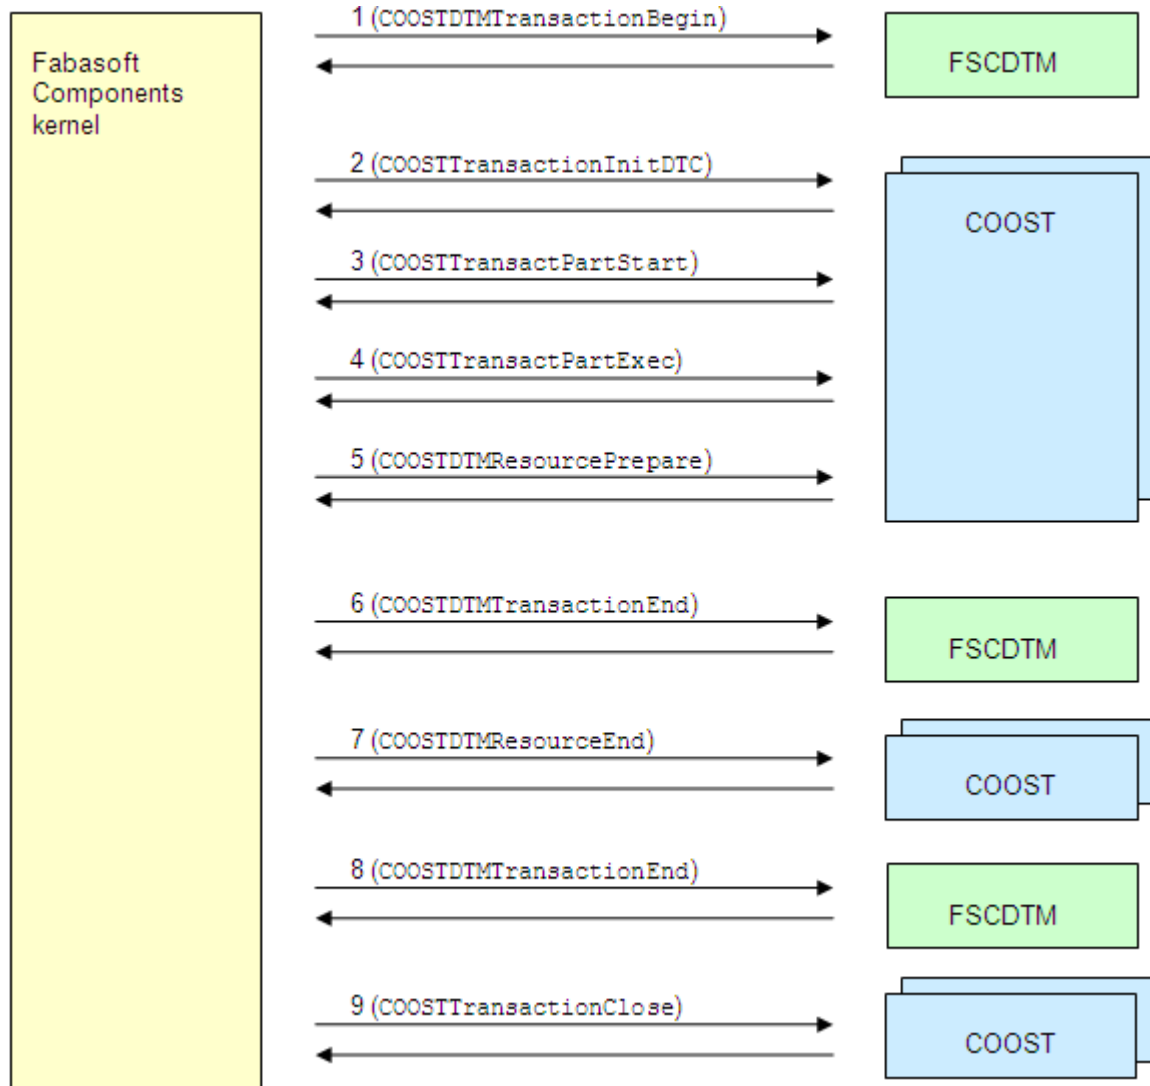 1 (COOSTDTMTransactionBegin)
Fabasoft
Components
kernel
FSCDTM
2 (COOSTTransactionInitDTC)
COOST
3 (COOSTTransactPartStart)
4 (COOSTTransactPartExec)
5 (COOSTDTMResourcePrepare)
6 (COOSTDTMTransactionEnd)
FSCDTM
7 (COOSTDTMResourceEnd)
COOST
8 (COOSTDTMTransactionEnd)
FSCDTM
9 (COOSTTransactionClose)
COOST